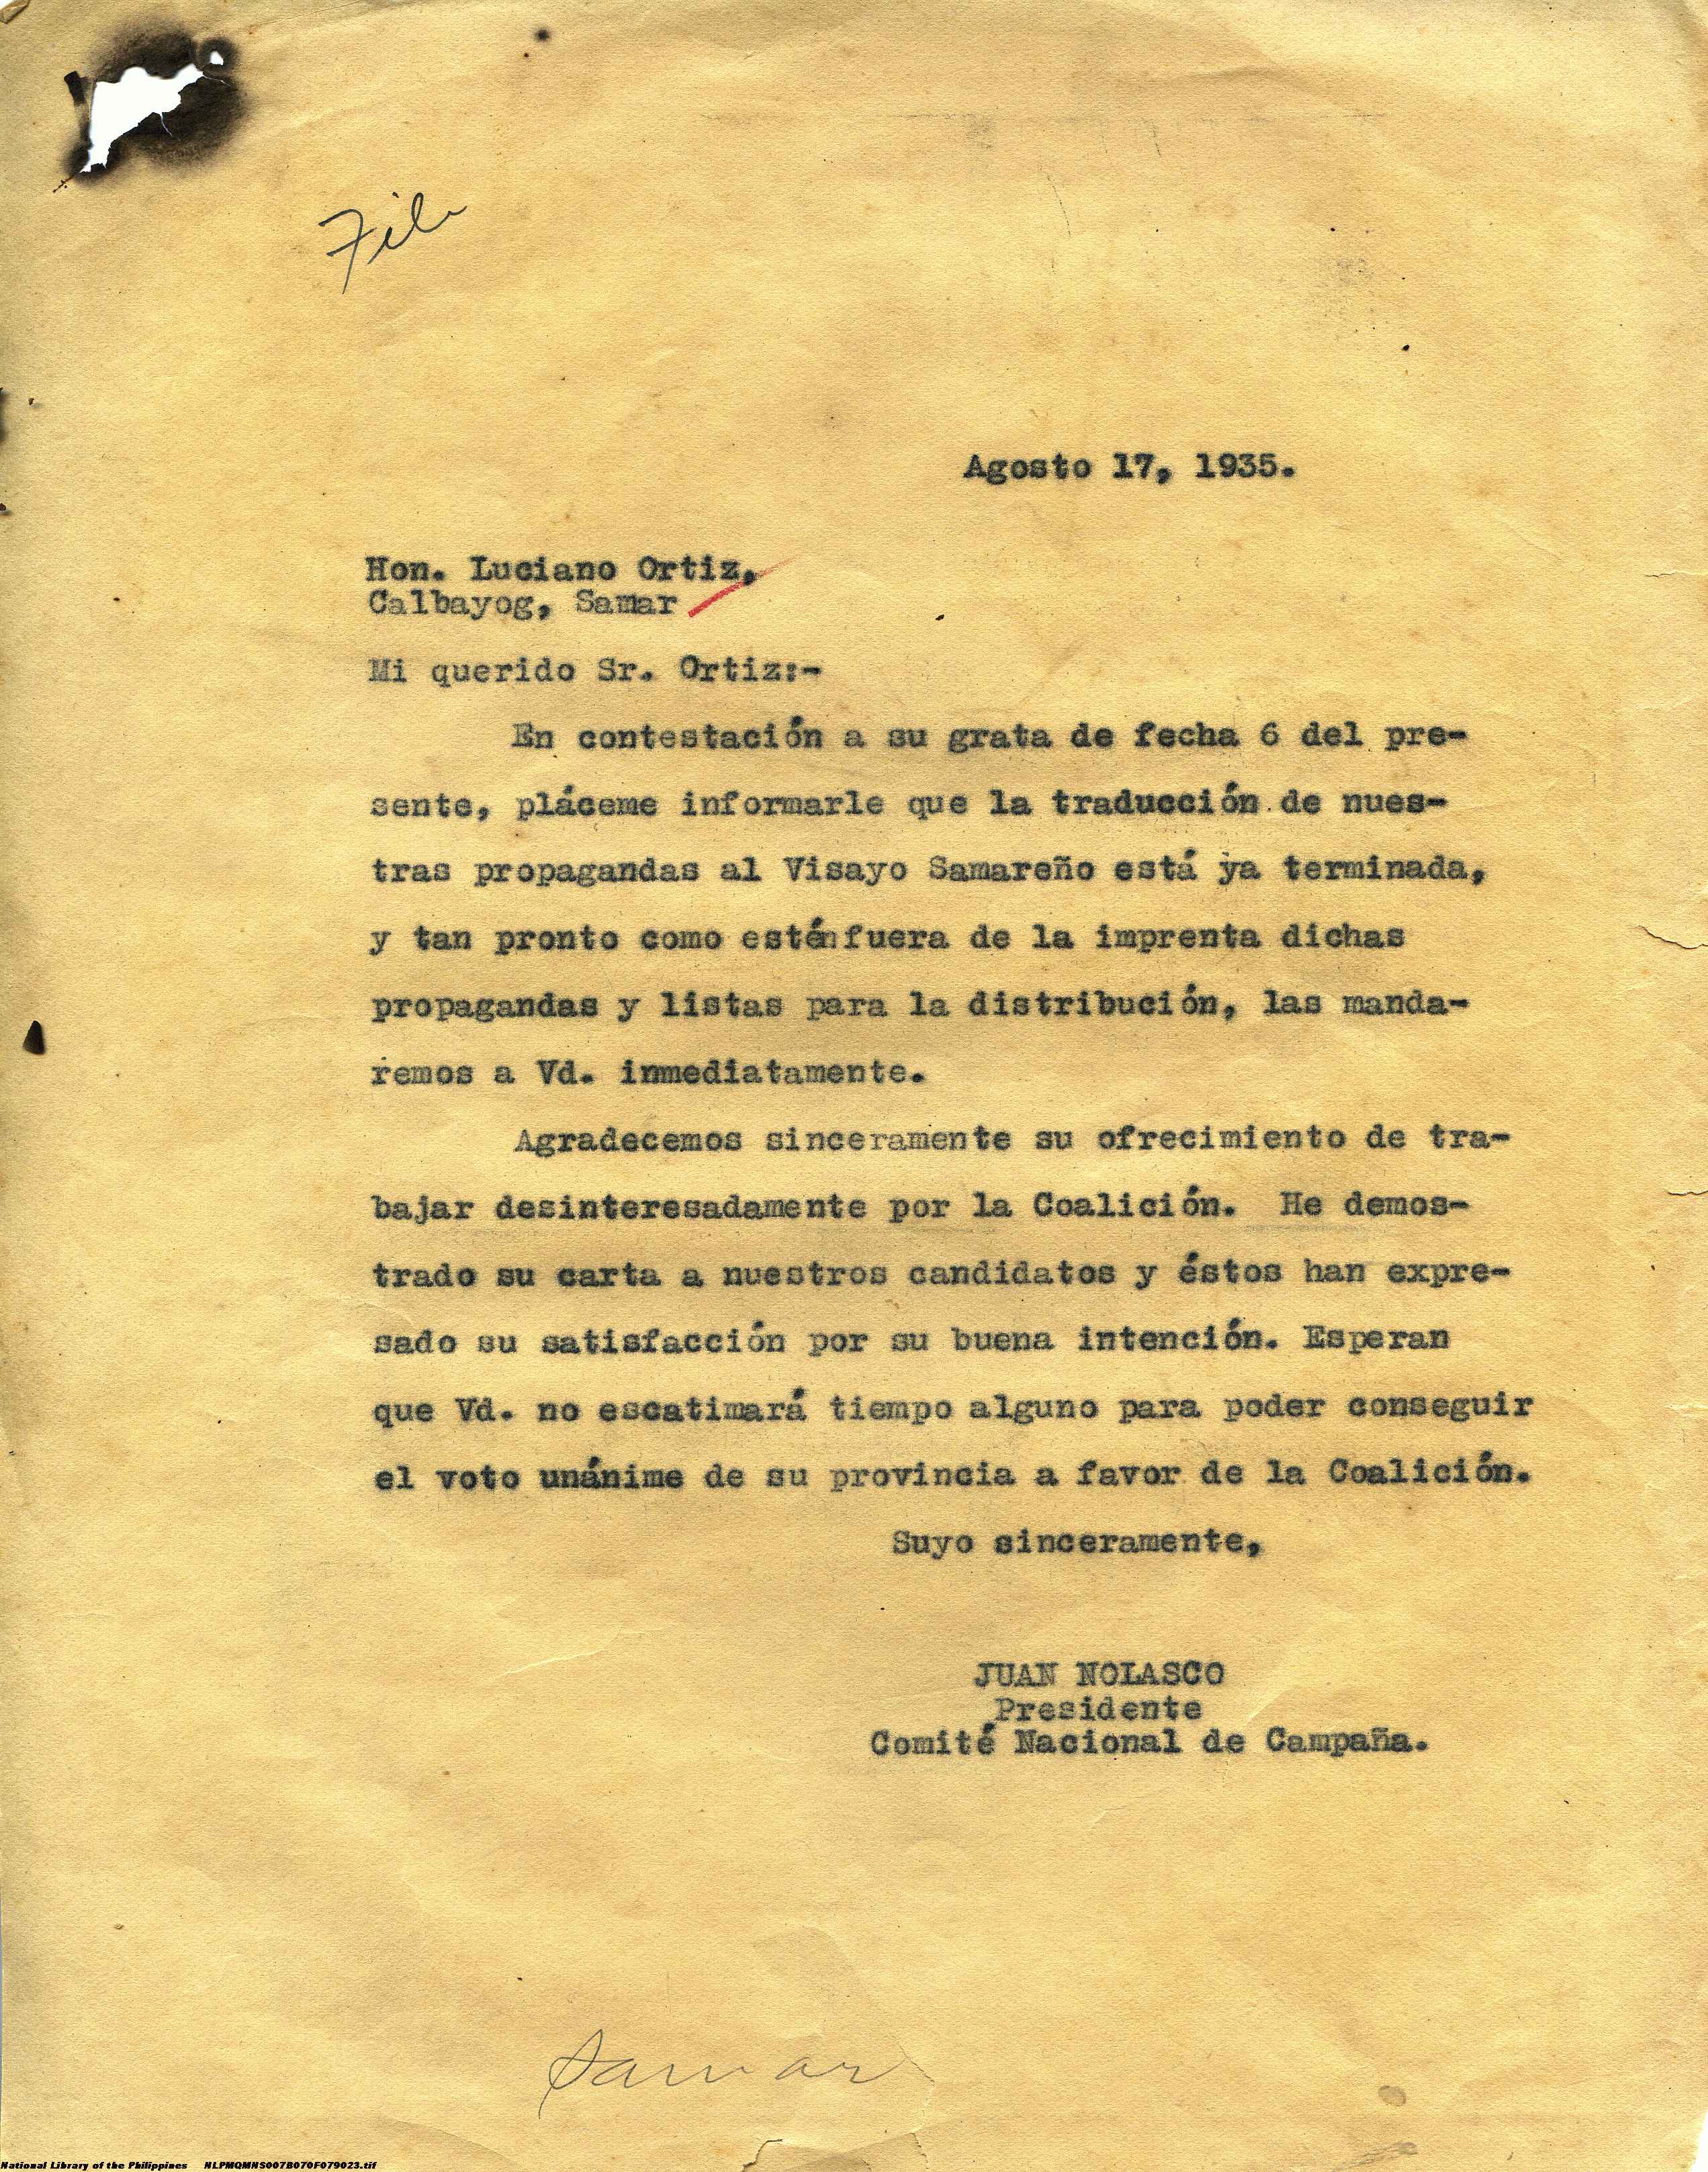 File
Agosto 17, 1935.
Hon. Luciano Ortiz,
Calbayog, Samar
Mi querido Sr. Ortiz:-
En contestación a su grata de fecha 6 del pre-
sente, pláceme informarle que la traducción de nues-
tras propagandas al Visayo Samareño está ya terminada,
y tan pronto como estén fuera de la imprenta dichas
propagandas y listas para la distribución, las manda-
remos a Vd. inmediatamente.
Agradecemos sinceramente su ofrecimiento de tra-
bajar desinteresadamente por la Coalición. He demos-
trado su carta a nuestros candidatos y éstos han expre-
sado su satisfacción por su buena intención. Esperan
que Vd. no escatimará tiempo alguno para poder conseguir
el voto unánime de su provincia a favor de la Coalición.
Suyo sinceramente,
JUAN NOLASCO
Presidente
Comité Nacional de Campaña.
Samar
National Library of the Philippines NLPMQMNS007B070F079023.tif